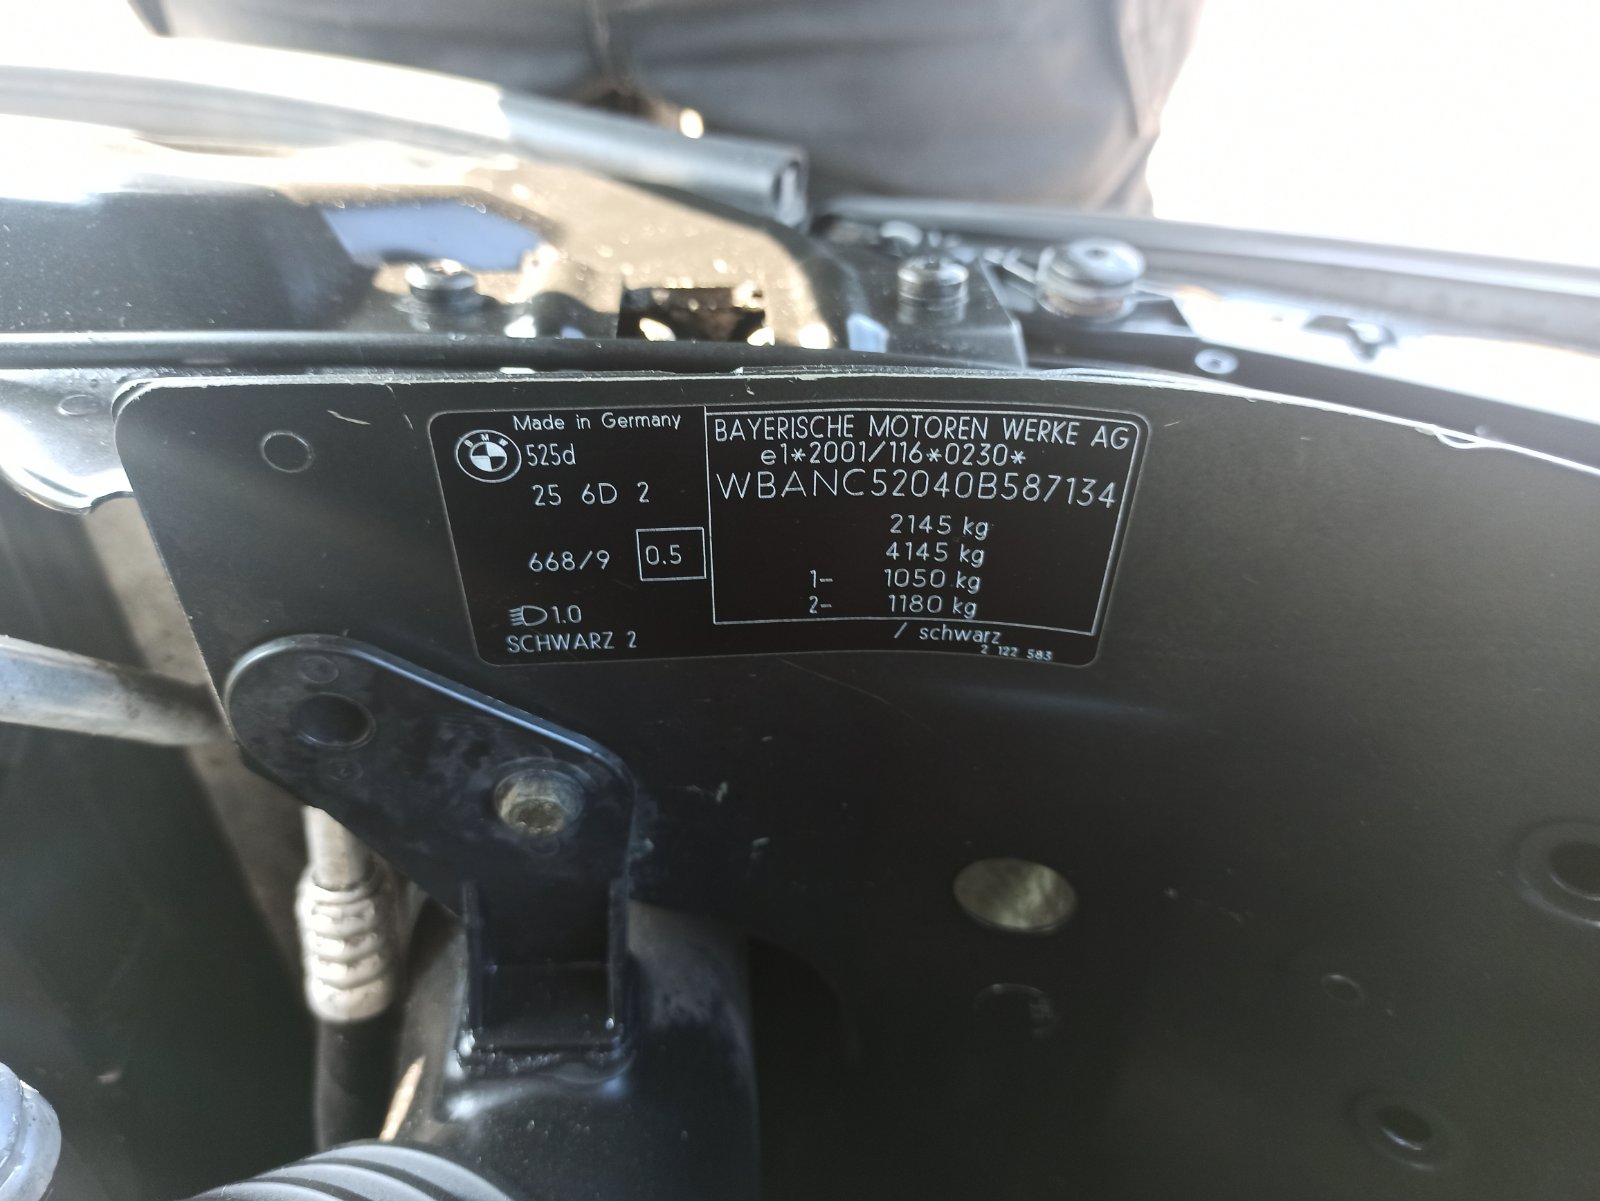 Made in Germany
BMW
525d
25 6D 2
668/9 0.5
1.0
SCHWARZ 2
BAYERISCHE MOTOREN WERKE AG
e1*2001/116*0230*
WBANC52040B587134
2145 kg
4145 kg
1- 1050 kg
2- 1180 kg
/ schwarz
2 122 583